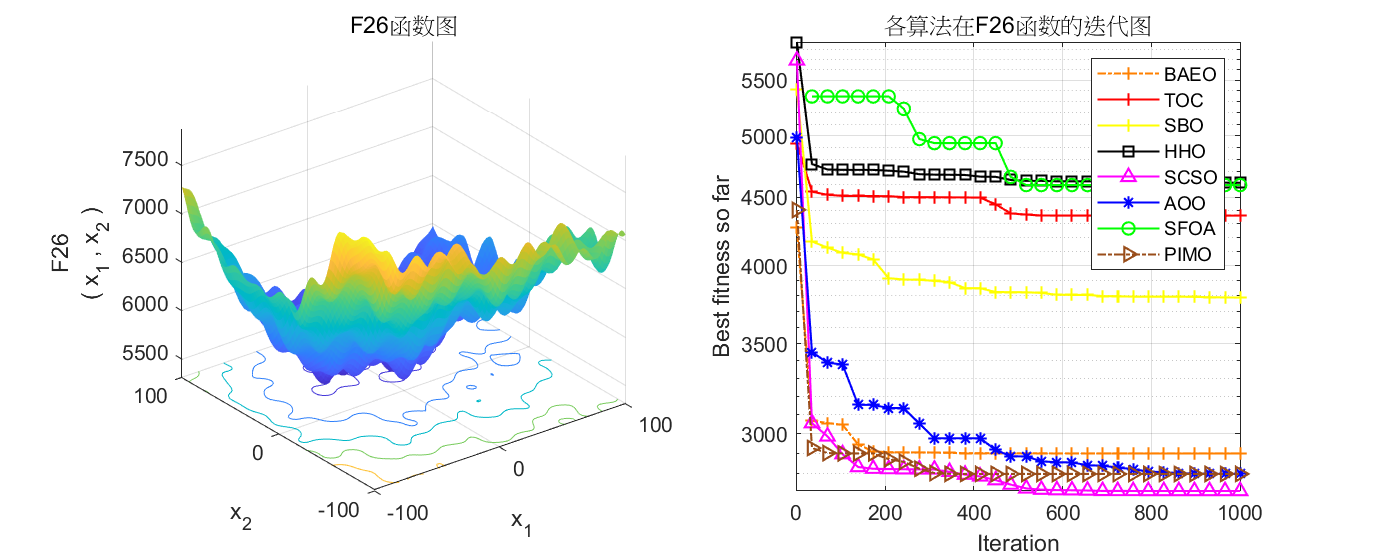 F26函数图
7500
7000
6500
6000
5500
F26
( x1 , x2 )
100
0
-100
x2
-100
0
100
x1
各算法在F26函数的迭代图
5500
5000
4500
4000
3500
3000
Best fitness so far
0 200 400 600 800 1000
Iteration
BAEO
TOC
SBO
HHO
SCSO
AOO
SFOA
PIMO